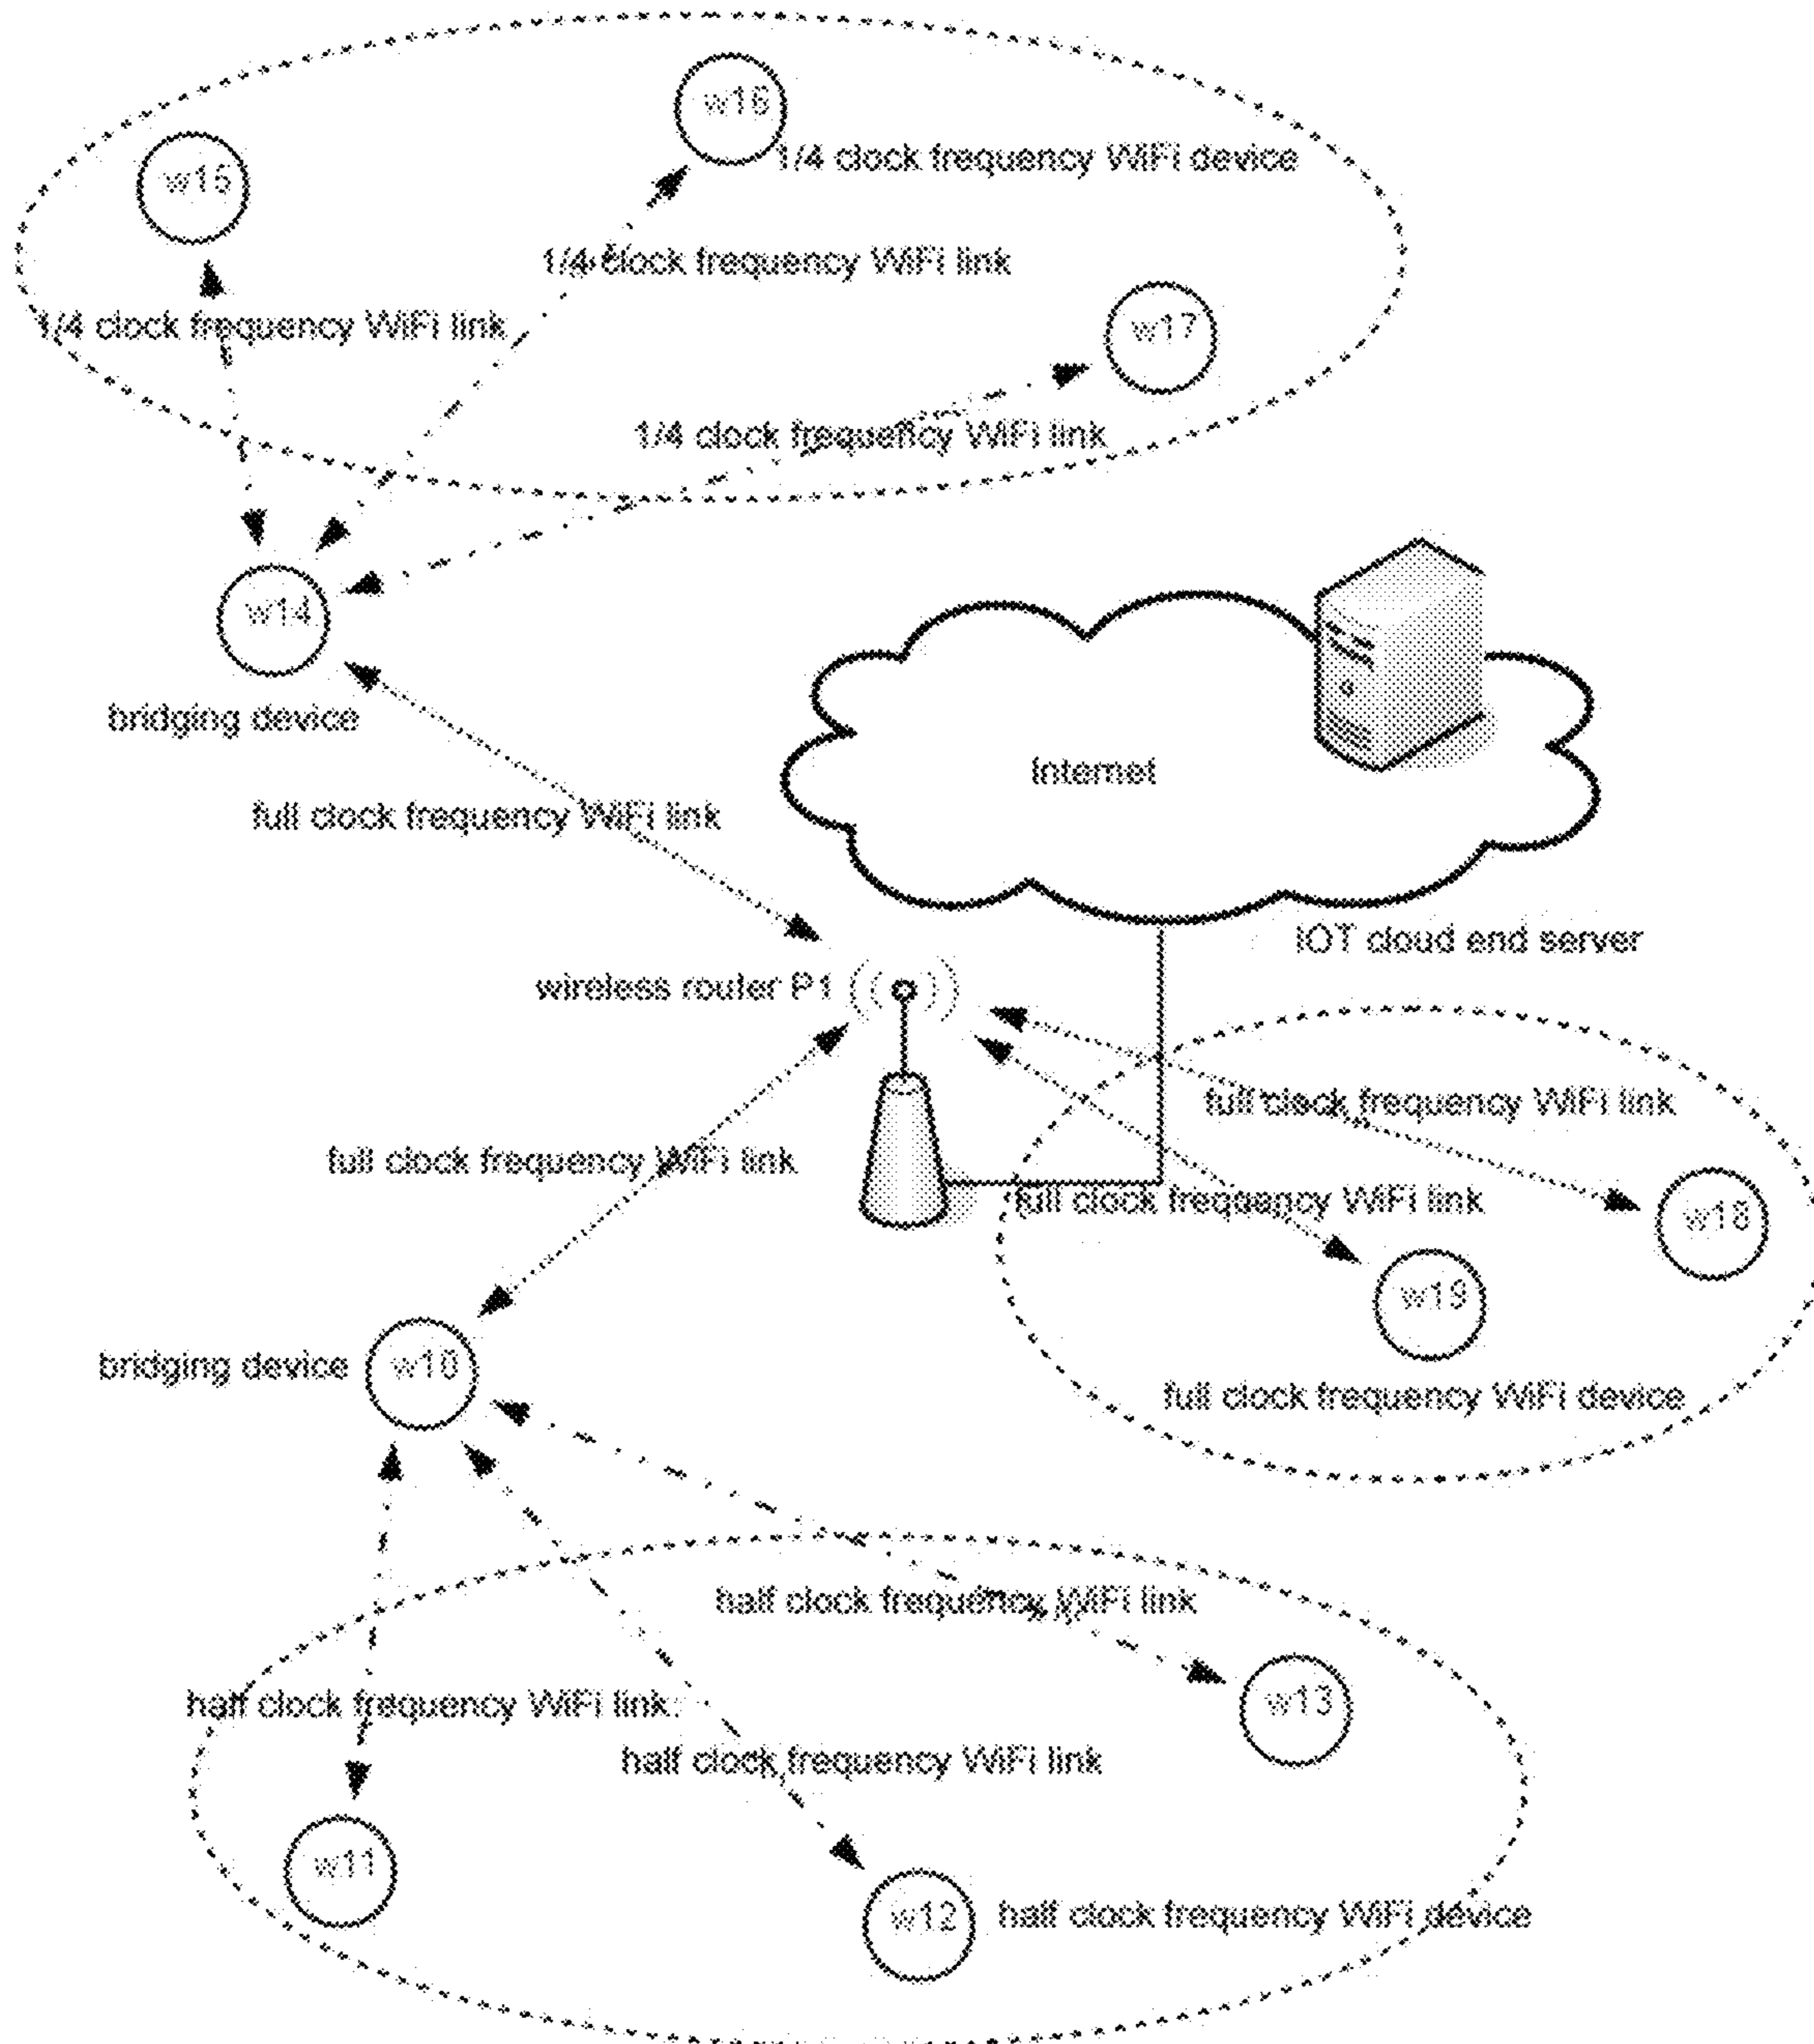 w16
1/4 clock frequency WiFi device
w15
1/4 clock frequency WiFi link
1/4 clock frequency WiFi link
w17
1/4 clock frequency WiFi link
w14
bridging device
Internet
full clock frequency WiFi link
IOT cloud end server
wireless router P1
full clock frequency WiFi link
full clock frequency WiFi link
full clock frequency WiFi link
w18
w19
bridging device
w10
full clock frequency WiFi device
half clock frequency WiFi link
half clock frequency WiFi link
w13
half clock frequency WiFi link
w11
w12
half clock frequency WiFi device